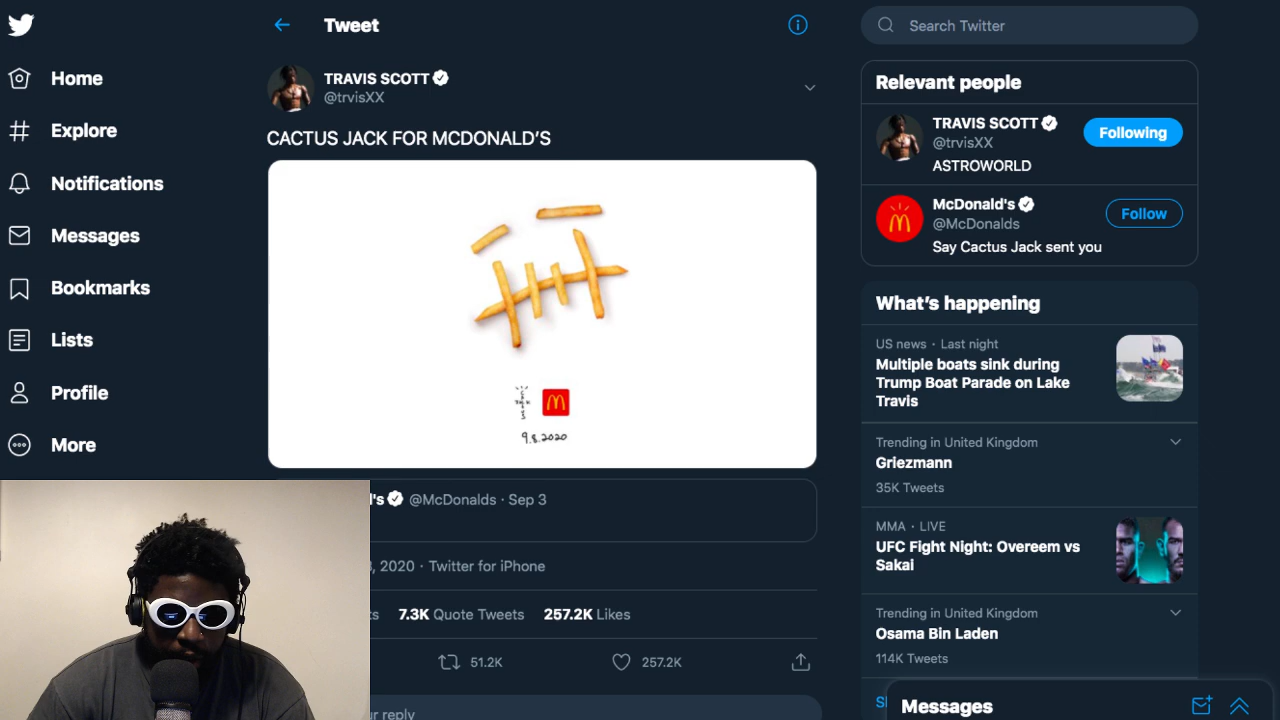 Home
Explore
Notifications
Messages
Bookmarks
Lists
Profile
More
Tweet
TRAVIS SCOTT
@trvisXX
CACTUS JACK FOR MCDONALD'S
CACTUS
JACK
9.8.2020
's @McDonalds · Sep 3
, 2020 · Twitter for iPhone
7.3K Quote Tweets 257.2K Likes
51.2K 257.2K
reply
Search Twitter
Relevant people
TRAVIS SCOTT
@trvisXX
Following
ASTROWORLD
McDonald's
@McDonalds
Follow
Say Cactus Jack sent you
What's happening
US news · Last night
Multiple boats sink during
Trump Boat Parade on Lake
Travis
Trending in United Kingdom
Griezmann
35K Tweets
MMA · LIVE
UFC Fight Night: Overeem vs
Sakai
Trending in United Kingdom
Osama Bin Laden
114K Tweets
Messages